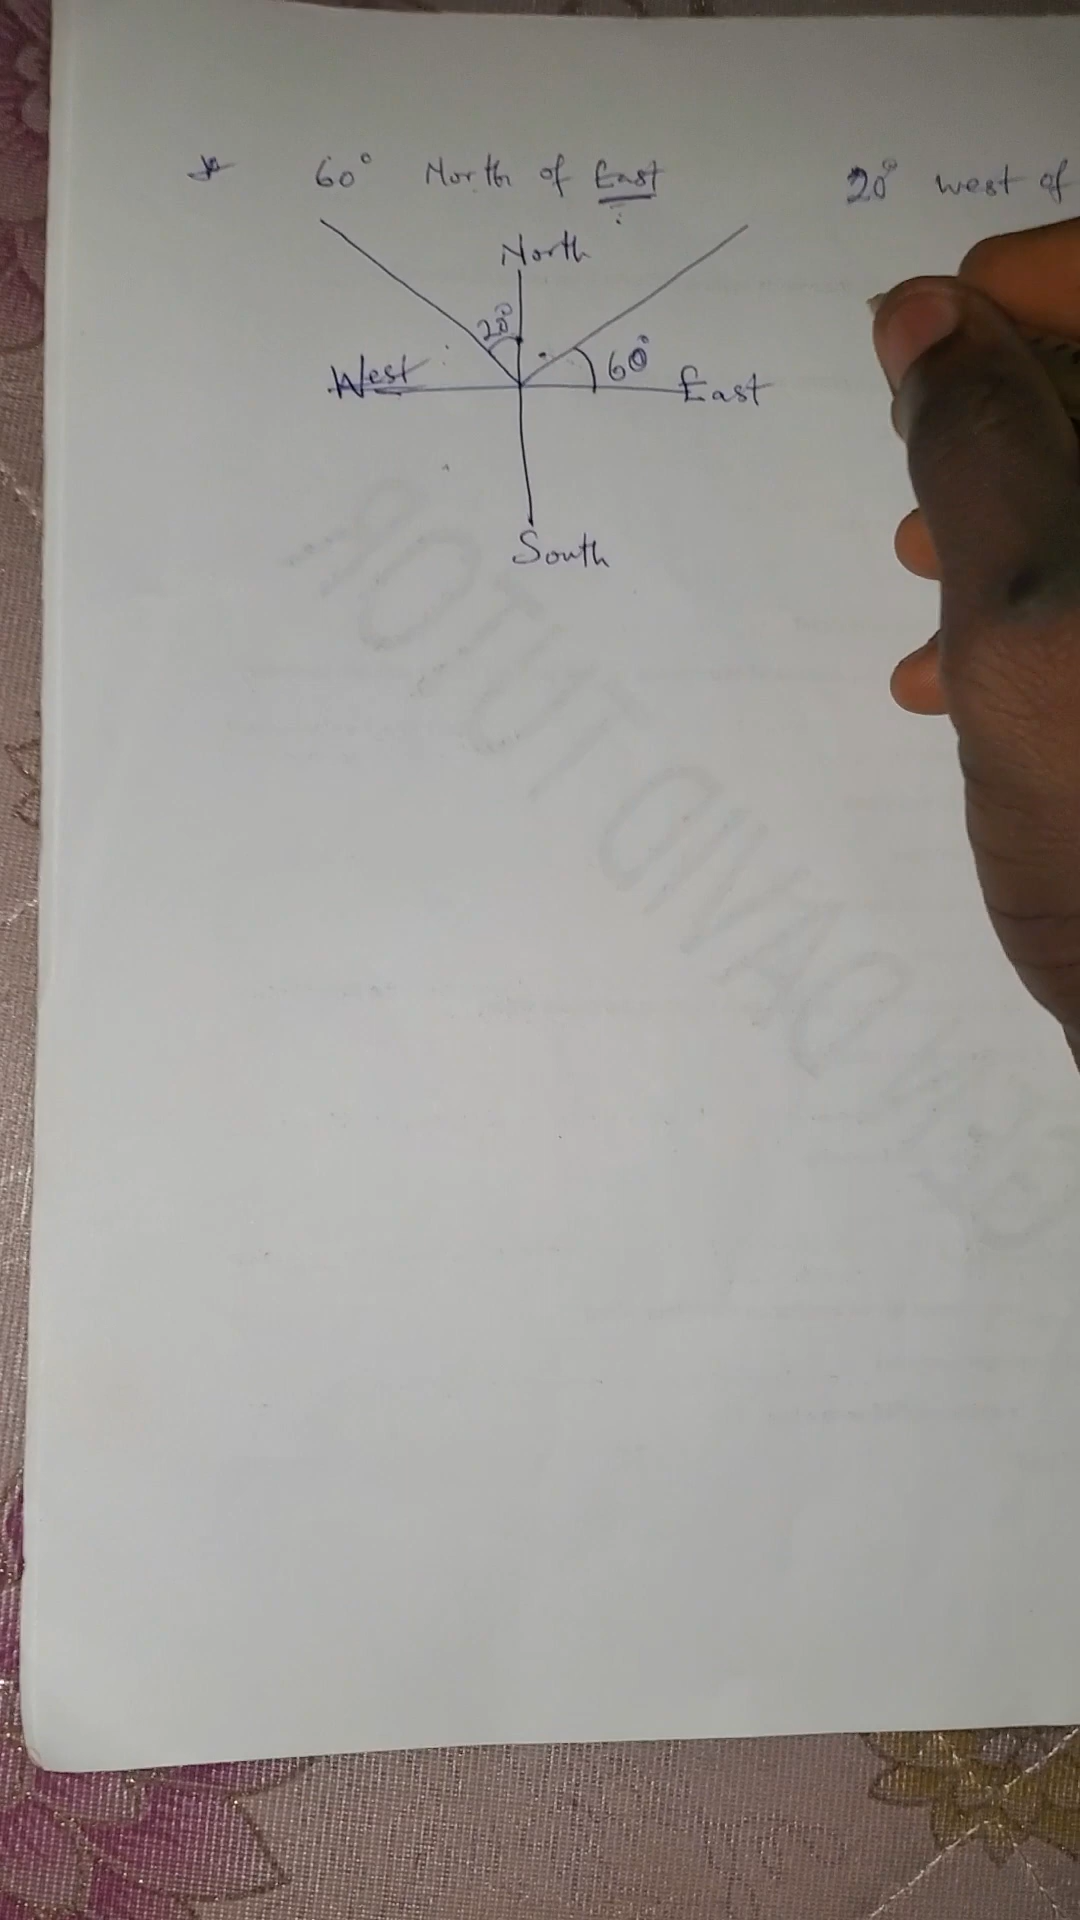 60° North of East
20° west of
North
20°
West
60°
East
South